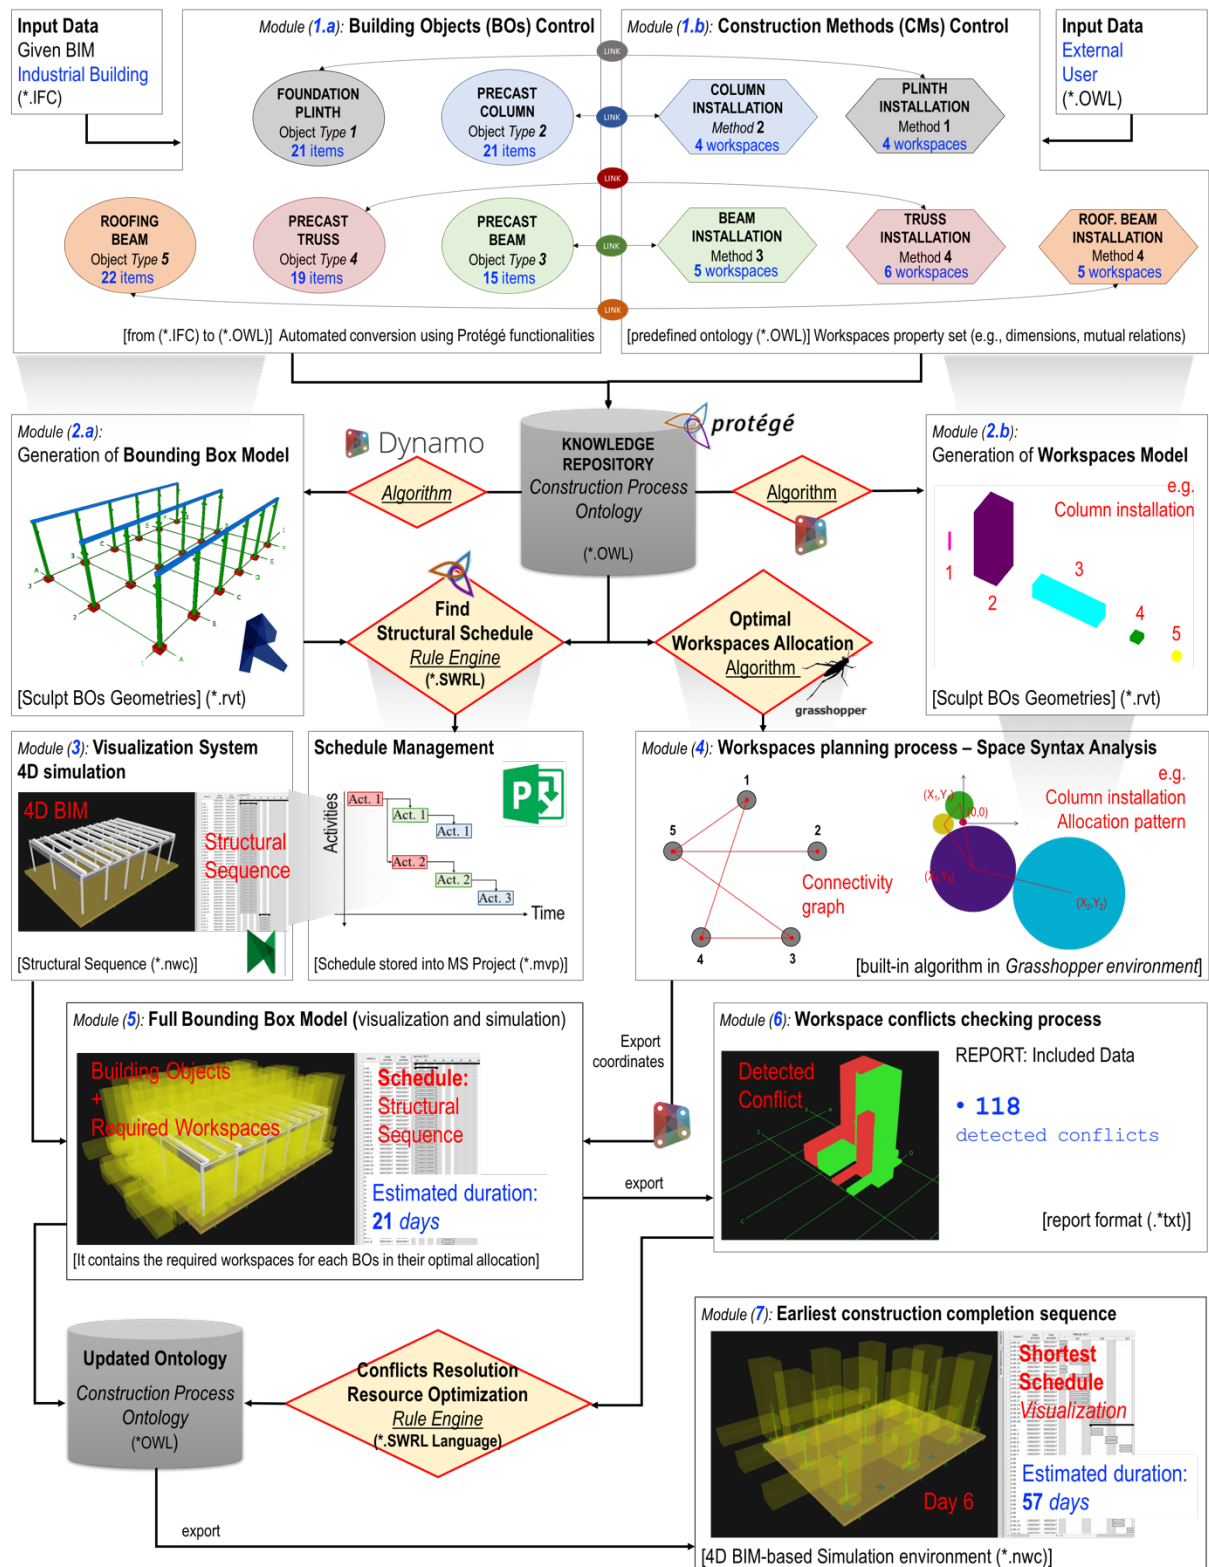 Input Data
Given BIM
Industrial Building
(*.IFC)
Module (1.a): Building Objects (BOs) Control
Module (1.b): Construction Methods (CMs) Control
Input Data
External
User
(*.OWL)
LINK
FOUNDATION
PLINTH
Object Type 1
21 items
PRECAST
COLUMN
Object Type 2
21 items
LINK
COLUMN
INSTALLATION
Method 2
4 workspaces
PLINTH
INSTALLATION
Method 1
4 workspaces
LINK
ROOFING
BEAM
Object Type 5
22 items
PRECAST
TRUSS
Object Type 4
19 items
PRECAST
BEAM
Object Type 3
15 items
LINK
BEAM
INSTALLATION
Method 3
5 workspaces
TRUSS
INSTALLATION
Method 4
6 workspaces
ROOF. BEAM
INSTALLATION
Method 4
5 workspaces
LINK
[from (*.IFC) to (*.OWL)] Automated conversion using Protégé functionalities
[predefined ontology (*.OWL)] Workspaces property set (e.g., dimensions, mutual relations)
Module (2.a):
Generation of Bounding Box Model
[Sculpt BOs Geometries] (*.rvt)
Dynamo
Algorithm
protégé
KNOWLEDGE
REPOSITORY
Construction Process
Ontology
(*.OWL)
Algorithm
Module (2.b):
Generation of Workspaces Model
e.g.
Column installation
1
2
3
4
5
[Sculpt BOs Geometries] (*.rvt)
Find
Structural Schedule
Rule Engine
(*.SWRL)
Optimal
Workspaces Allocation
Algorithm
grasshopper
Module (3): Visualization System
4D simulation
4D BIM
Structural
Sequence
[Structural Sequence (*.nwc)]
Schedule Management
Activities
Act. 1
Act. 1
Act. 1
Act. 2
Act. 2
Act. 3
Time
P
[Schedule stored into MS Project (*.mvp)]
Module (4): Workspaces planning process – Space Syntax Analysis
1
5
2
4
3
Connectivity
graph
e.g.
Column installation
Allocation pattern
(0,0)
(X2,Y2)
[built-in algorithm in Grasshopper environment]
Module (5): Full Bounding Box Model (visualization and simulation)
Building Objects
+
Required Workspaces
Schedule:
Structural
Sequence
Estimated duration:
21 days
[It contains the required workspaces for each BOs in their optimal allocation]
Export
coordinates
export
Module (6): Workspace conflicts checking process
Detected
Conflict
REPORT: Included Data
• 118
detected conflicts
[report format (.*txt)]
Updated Ontology
Construction Process
Ontology
(*OWL)
Conflicts Resolution
Resource Optimization
Rule Engine
(*.SWRL Language)
export
Module (7): Earliest construction completion sequence
Day 6
Shortest
Schedule
Visualization
Estimated duration:
57 days
[4D BIM-based Simulation environment (*.nwc)]